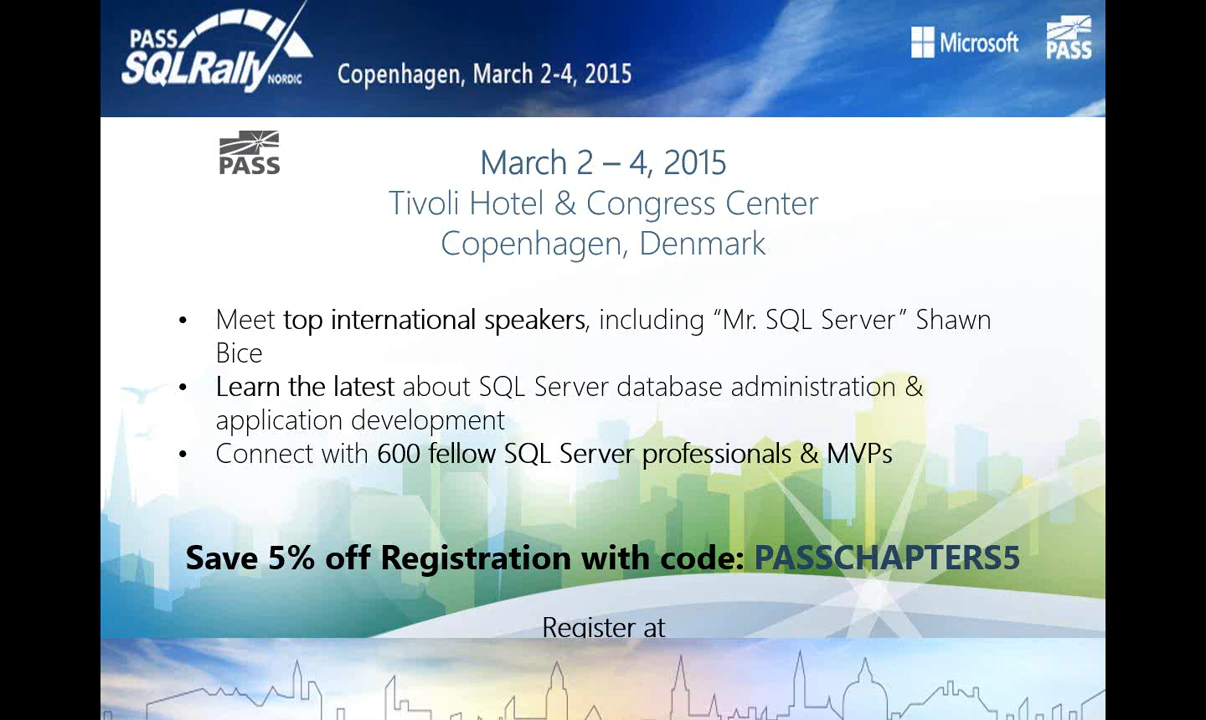 PASS
SQLRally NORDIC
Copenhagen, March 2-4, 2015
Microsoft
PASS
PASS
March 2 – 4, 2015
Tivoli Hotel & Congress Center
Copenhagen, Denmark
• Meet top international speakers, including “Mr. SQL Server” Shawn
Bice
• Learn the latest about SQL Server database administration &
application development
• Connect with 600 fellow SQL Server professionals & MVPs
Save 5% off Registration with code: PASSCHAPTERS5
Register at